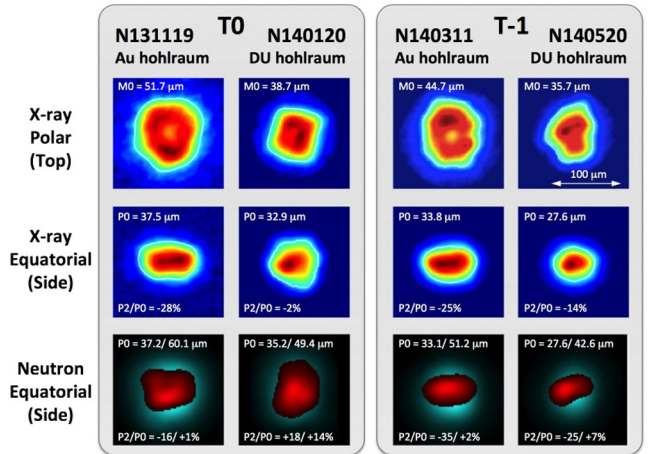 T0
T-1
N131119
N140120
N140311
N140520
Au hohlraum
DU hohlraum
Au hohlraum
DU hohlraum
X-ray
Polar
(Top)
M0 = 51.7 µm
M0 = 38.7 µm
M0 = 44.7 µm
M0 = 35.7 µm
100 µm
X-ray
Equatorial
(Side)
P0 = 37.5 µm
P0 = 32.9 µm
P0 = 33.8 µm
P0 = 27.6 µm
P2/P0 = -28%
P2/P0 = -2%
P2/P0 = -25%
P2/P0 = -14%
Neutron
Equatorial
(Side)
P0 = 37.2/ 60.1 µm
P0 = 35.2/ 49.4 µm
P0 = 33.1/ 51.2 µm
P0 = 27.6/ 42.6 µm
P2/P0 = -16/ +1%
P2/P0 = +18/ +14%
P2/P0 = -35/ +2%
P2/P0 = -25/ +7%